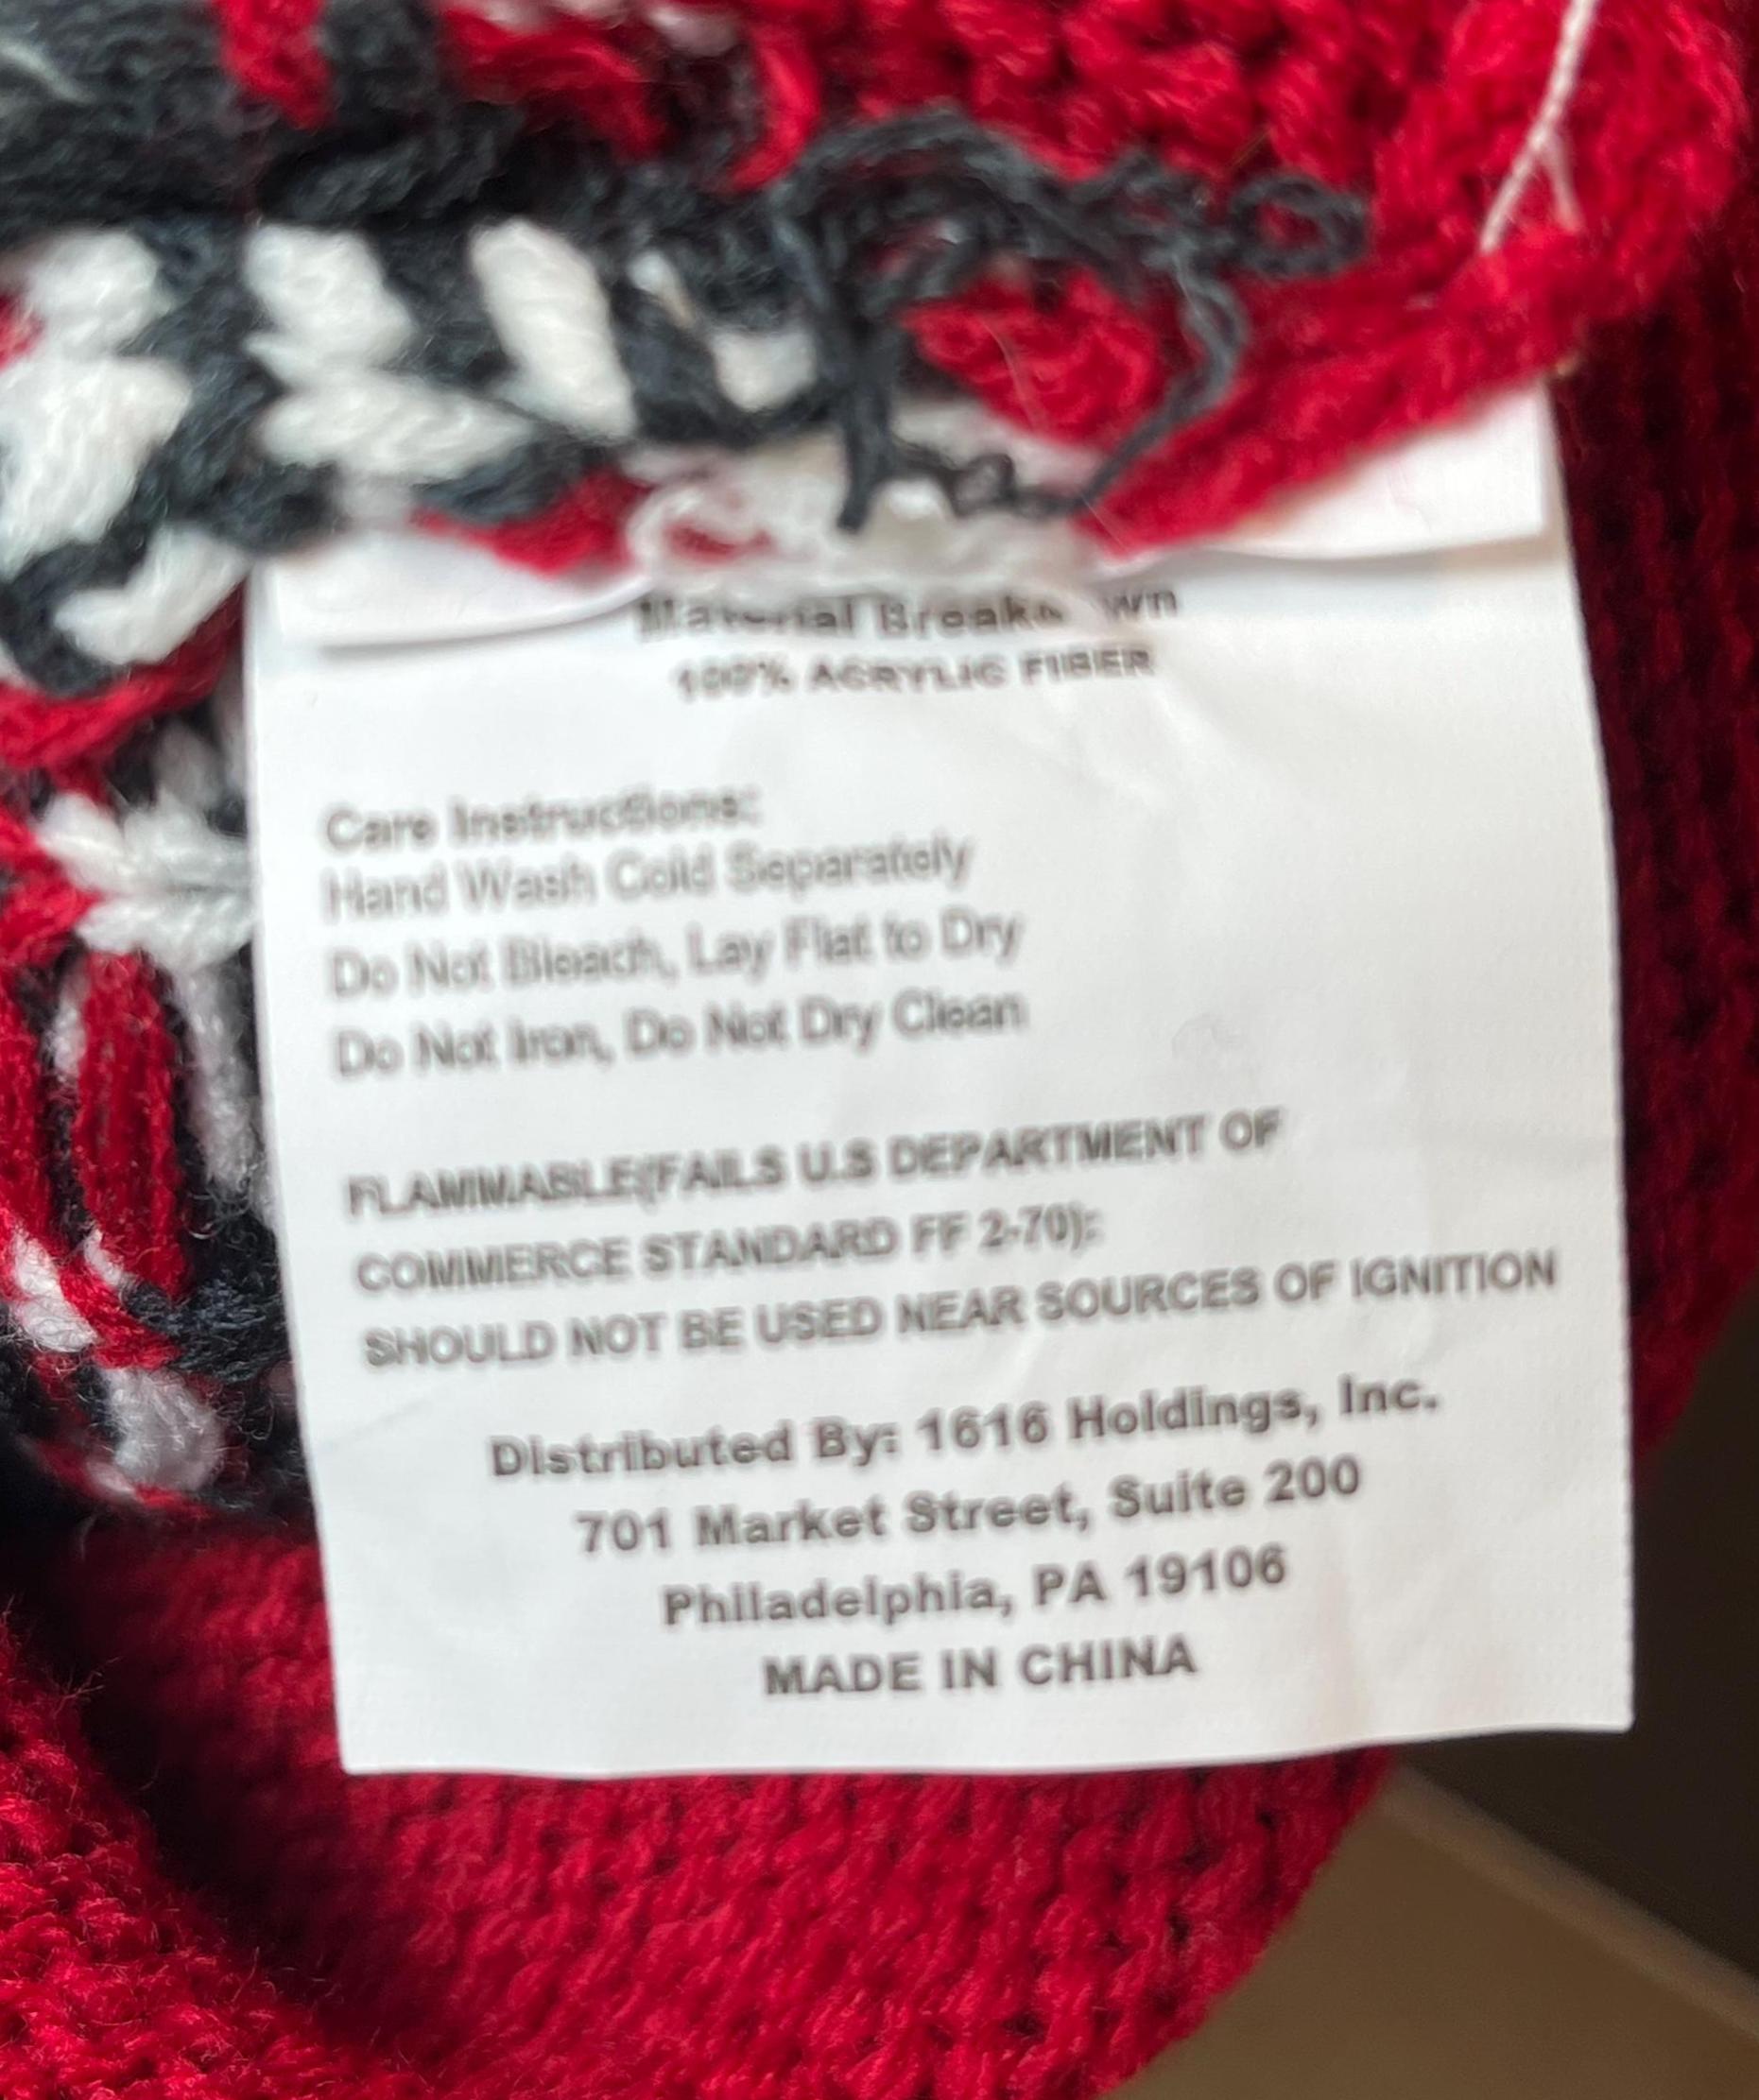 Material Breakdown
100% ACRYLIC FIBER
Care Instructions:
Hand Wash Cold Separately
Do Not Bleach, Lay Flat to Dry
Do Not Iron, Do Not Dry Clean
FLAMMABLE(FAILS U.S DEPARTMENT OF
COMMERCE STANDARD FF 2-70):
SHOULD NOT BE USED NEAR SOURCES OF IGNITION
Distributed By: 1616 Holdings, Inc.
701 Market Street, Suite 200
Philadelphia, PA 19106
MADE IN CHINA